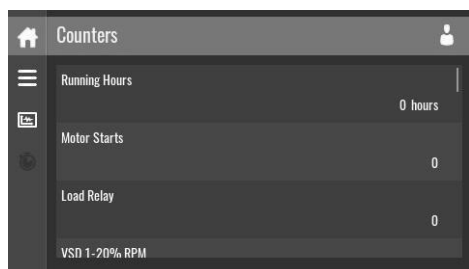 Counters
Running Hours
0 hours
Motor Starts
0
Load Relay
0
VSD 1-20% RPM